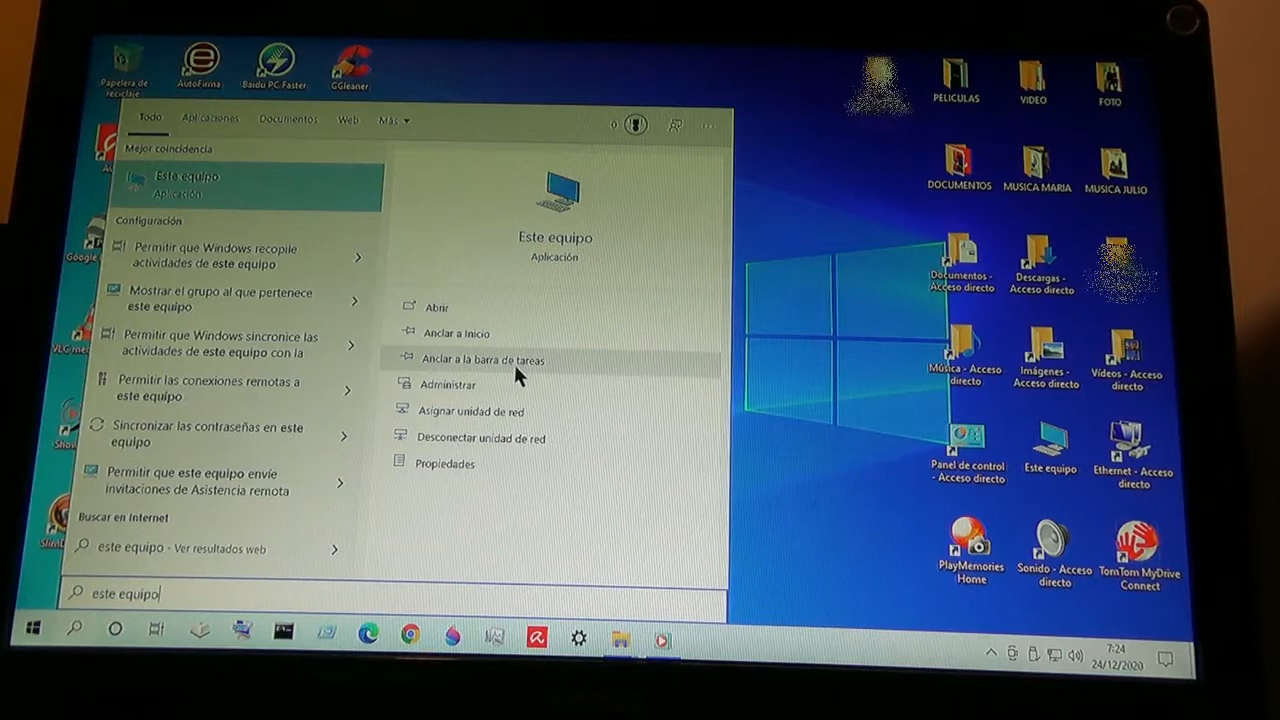 Papelera de
reciclaje
AutoFirma
Baidu PC Faster
CCleaner
PELICULAS
VIDEO
FOTO
Todo
Aplicaciones
Documentos
Web
Más
0
Mejor coincidencia
Este equipo
Aplicación
Configuración
Permitir que Windows recopile
actividades de este equipo
Mostrar el grupo al que pertenece
este equipo
Permitir que Windows sincronice las
actividades de este equipo con la
Permitir las conexiones remotas a
este equipo
Sincronizar las contraseñas en este
equipo
Permitir que este equipo envíe
invitaciones de Asistencia remota
Buscar en Internet
este equipo - Ver resultados web
este equipo
Este equipo
Aplicación
Abrir
Anclar a Inicio
Anclar a la barra de tareas
Administrar
Asignar unidad de red
Desconectar unidad de red
Propiedades
DOCUMENTOS
MUSICA MARIA
MUSICA JULIO
Documentos -
Acceso directo
Descargas -
Acceso directo
Música - Acceso
directo
Imágenes -
Acceso directo
Vídeos - Acceso
directo
Panel de control
- Acceso directo
Este equipo
Ethernet - Acceso
directo
PlayMemories
Home
Sonido - Acceso
directo
TomTom MyDrive
Connect
Google
7:24
24/12/2020